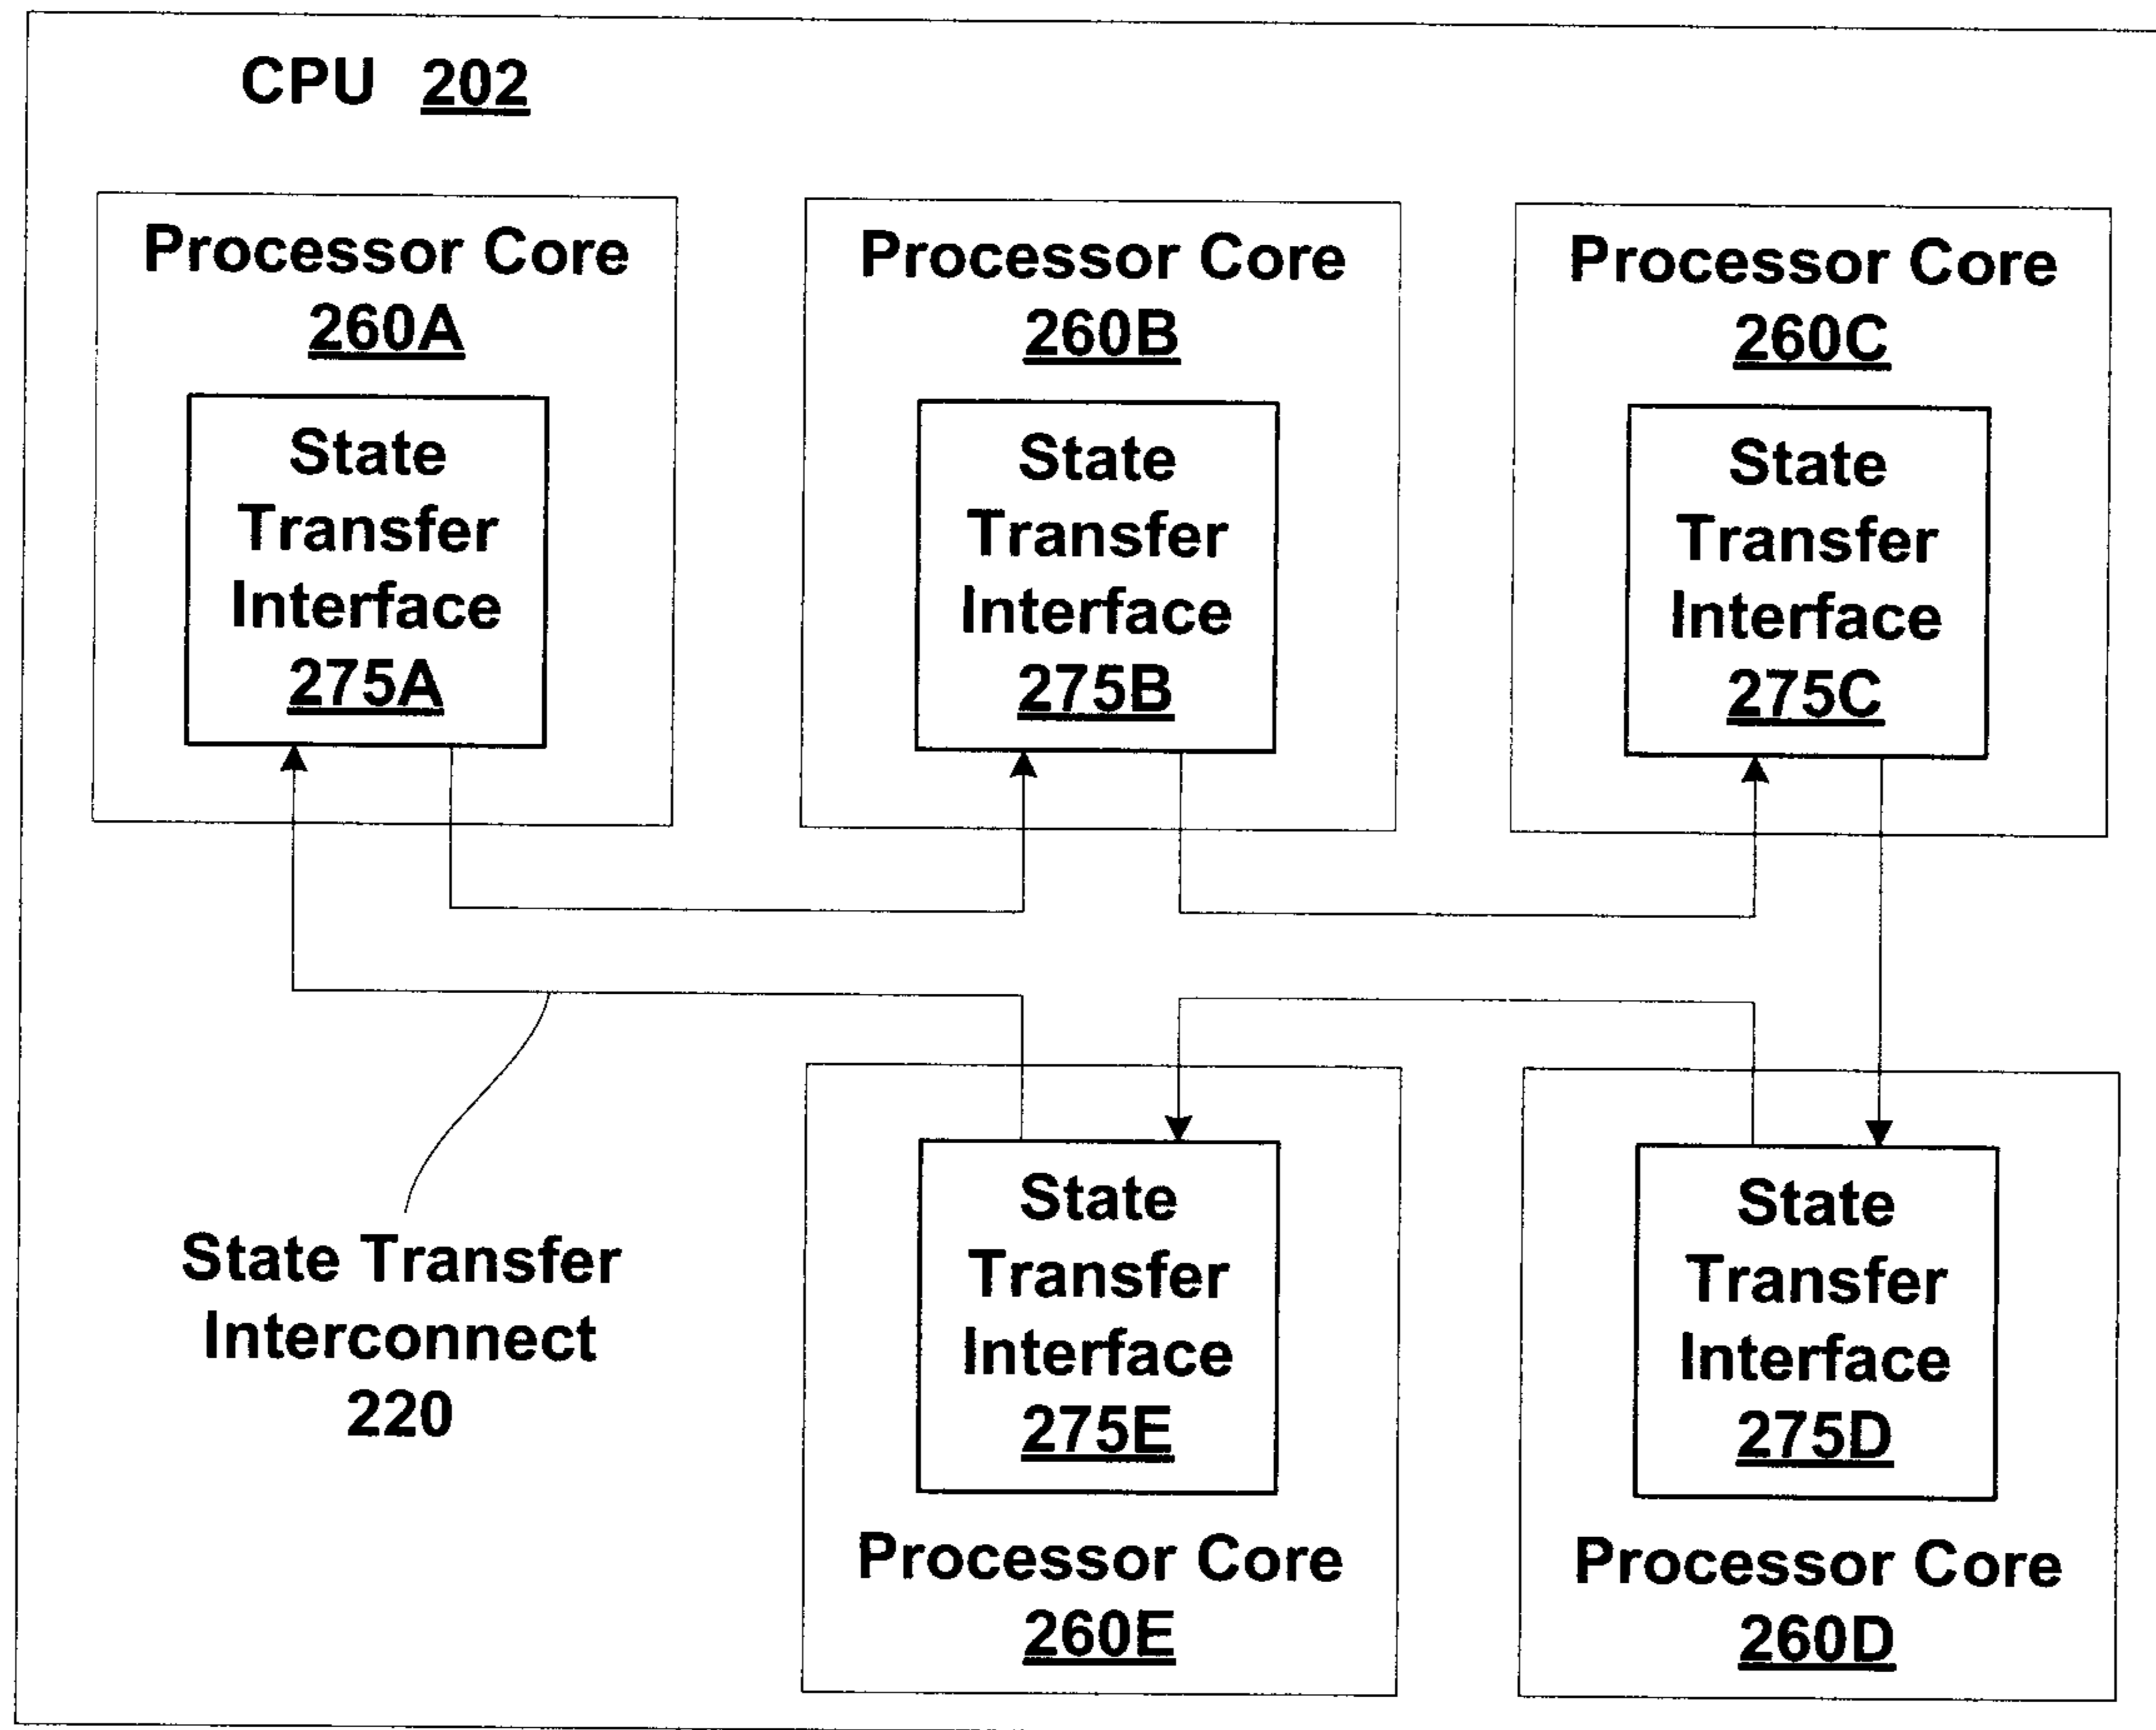 CPU 202
Processor Core
260A
State
Transfer
Interface
275A
Processor Core
260B
State
Transfer
Interface
275B
Processor Core
260C
State
Transfer
Interface
275C
State Transfer
Interconnect
220
State
Transfer
Interface
275E
Processor Core
260E
State
Transfer
Interface
275D
Processor Core
260D